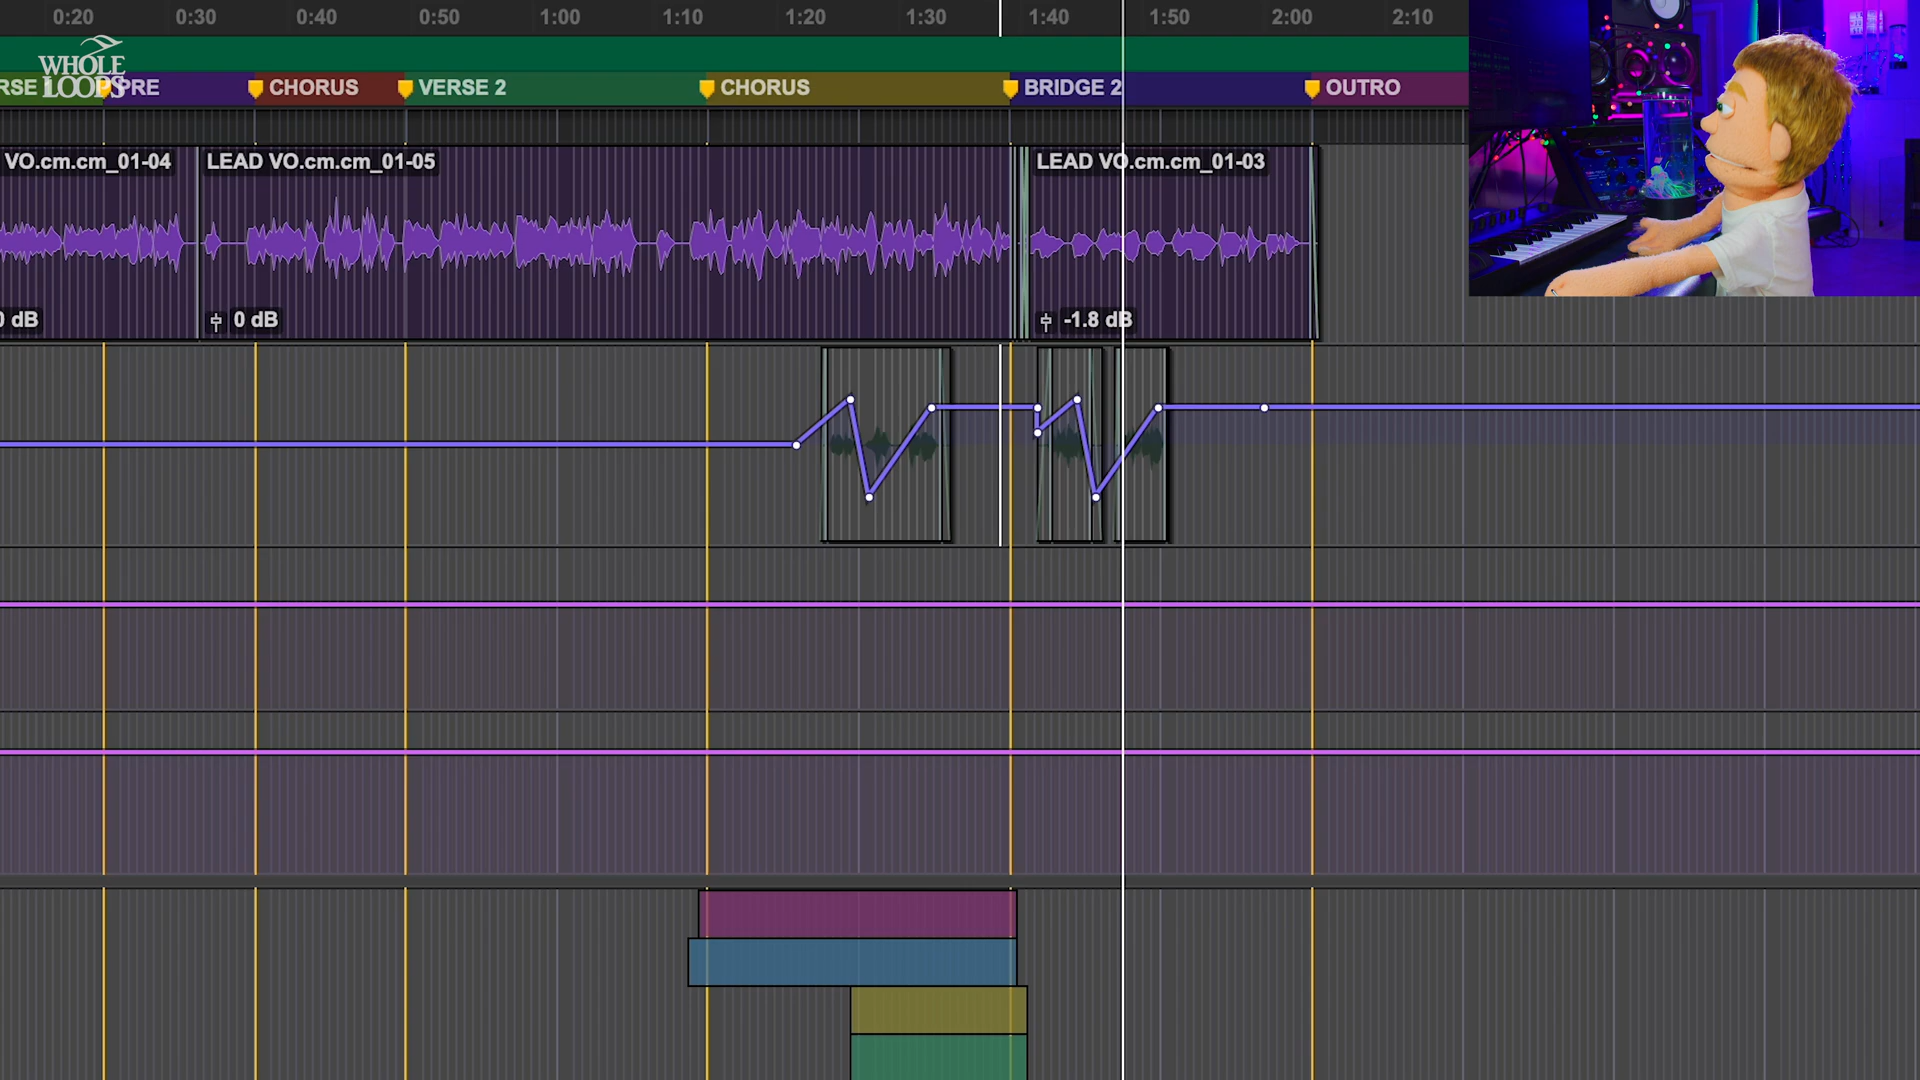 0:20 0:30 0:40 0:50 1:00 1:10 1:20 1:30 1:40 1:50 2:00 2:10
WHOLE
LOOPS
RSE PRE CHORUS VERSE 2 CHORUS BRIDGE 2 OUTRO
VO.cm.cm_01-04 LEAD VO.cm.cm_01-05 LEAD VO.cm.cm_01-03
0 dB 0 dB -1.8 dB